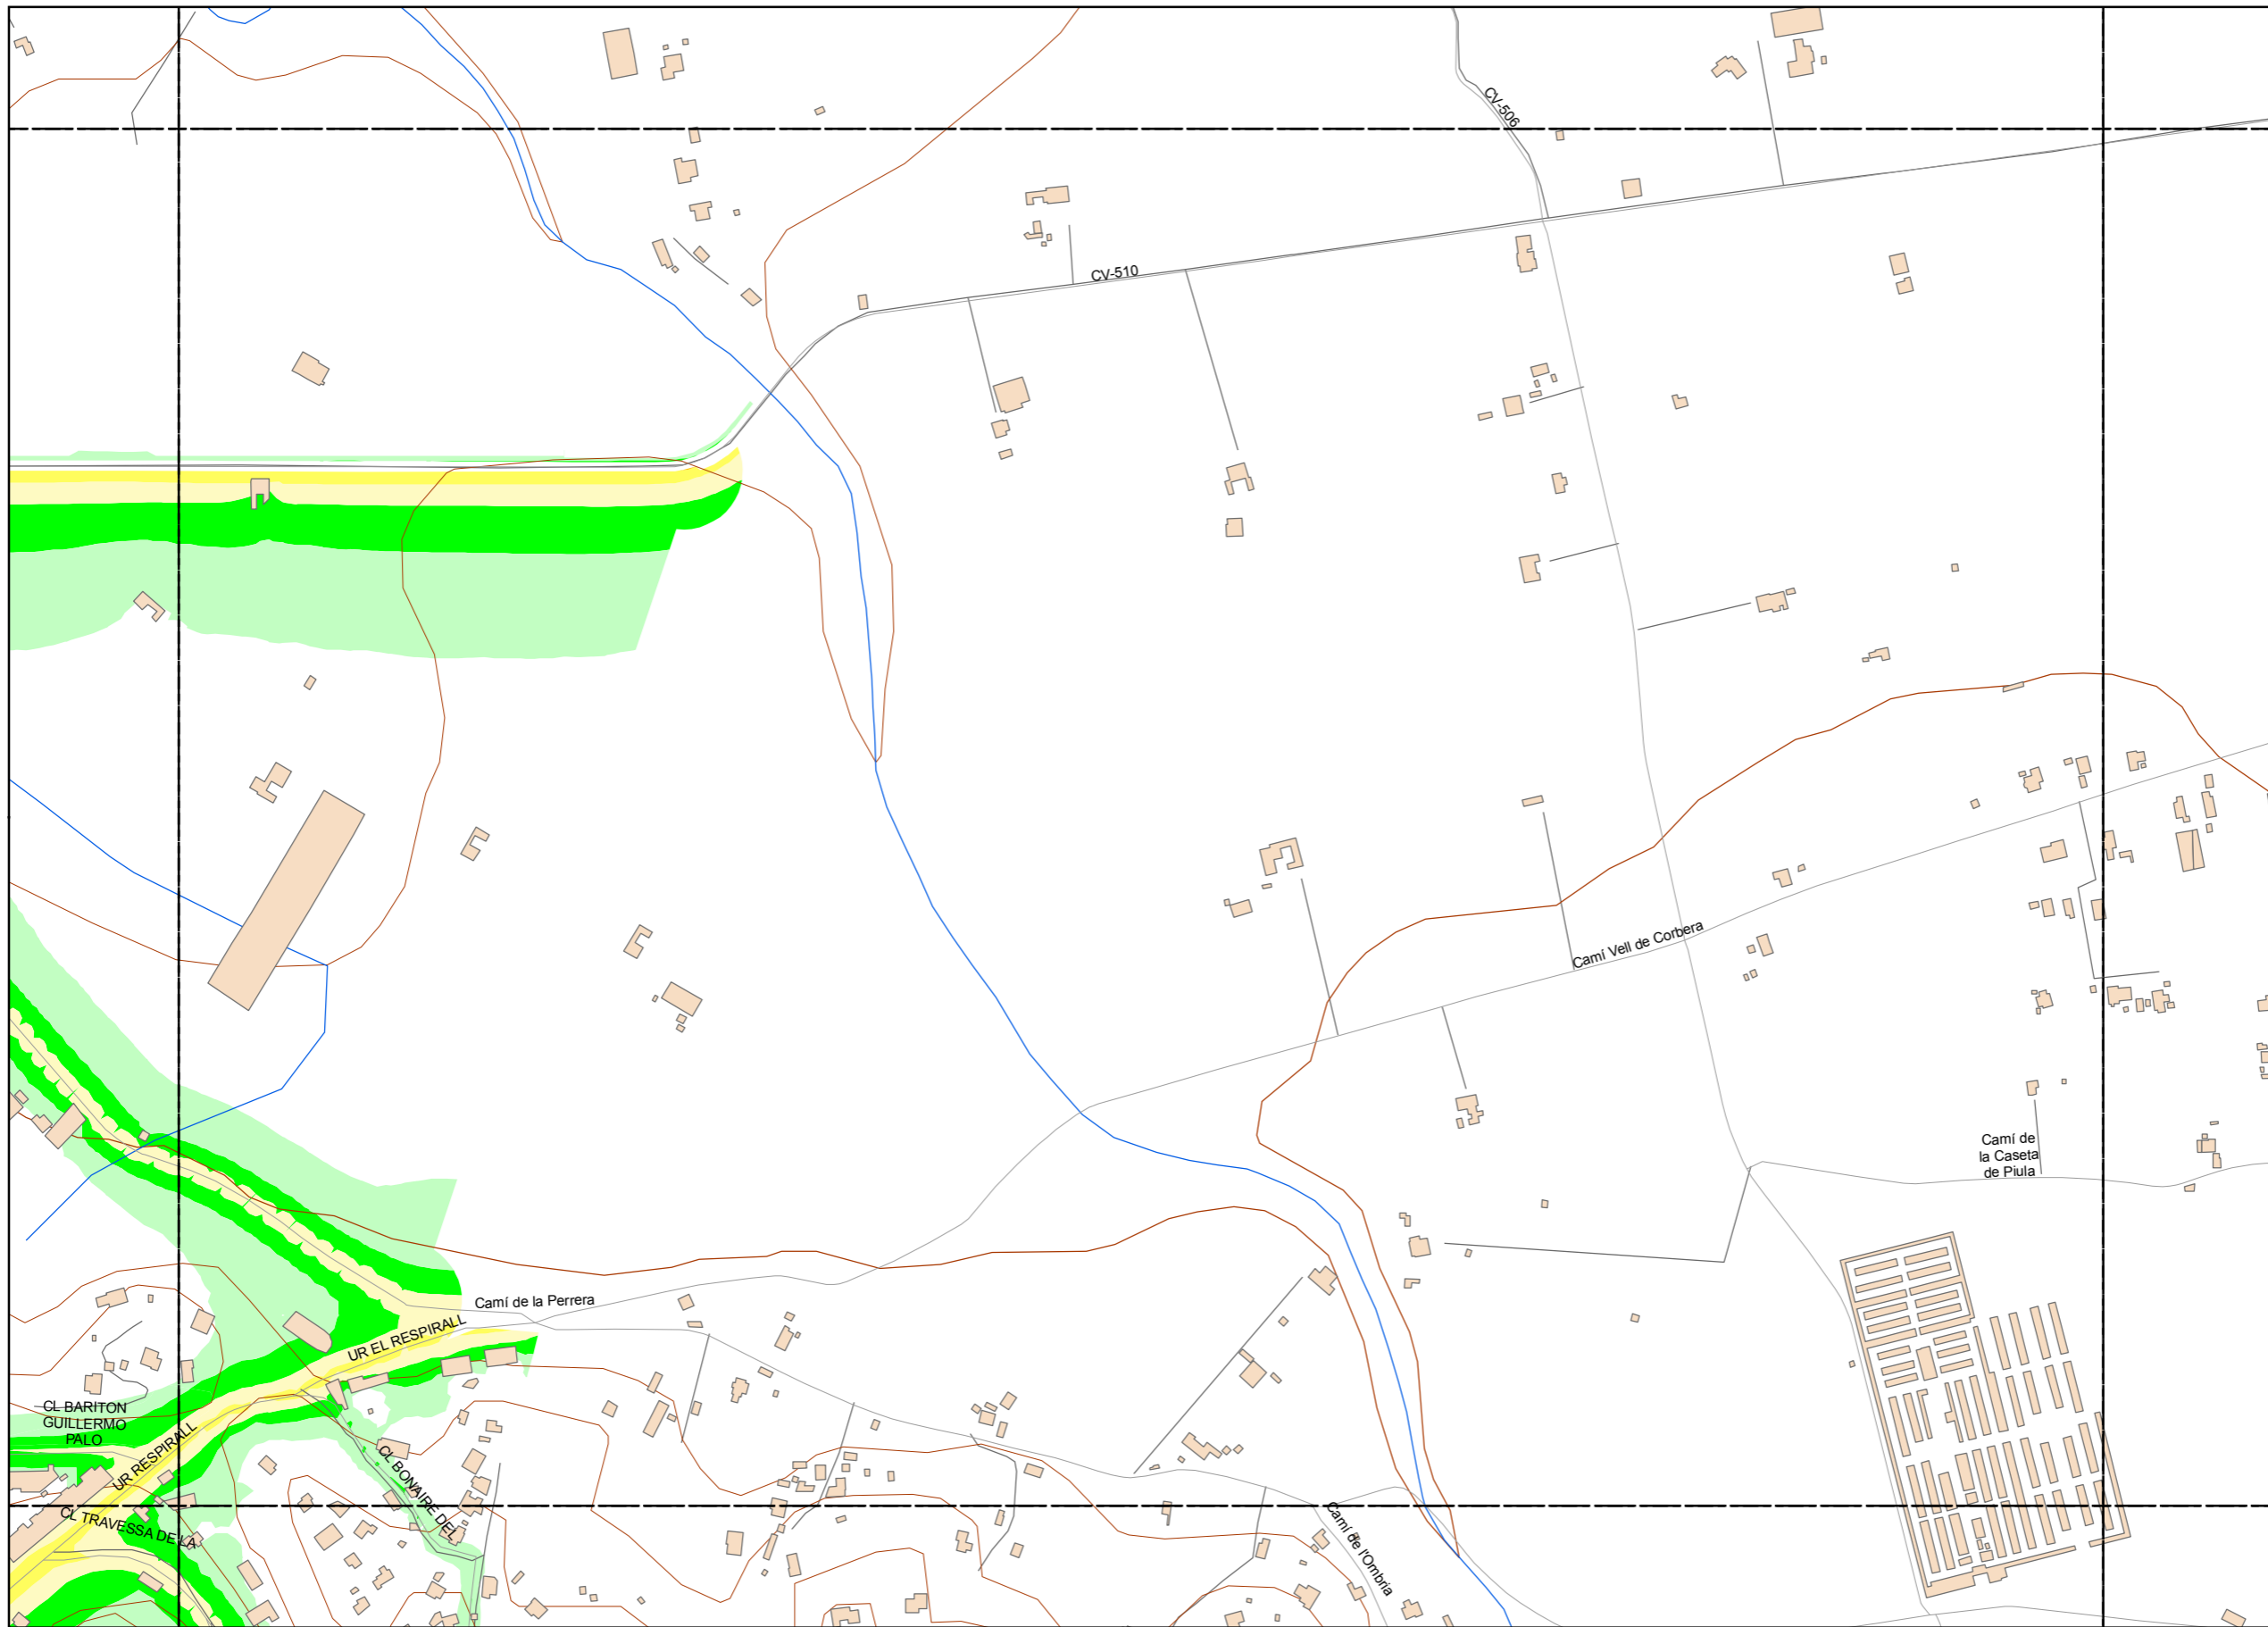 CV-506
CV-510
Camí Vell de Corbera
Camí de
la Caseta
de Piula
Camí de la Perrera
UR EL RESPIRALL
CL BARITON
GUILLERMO
PALO
UR RESPIRALL
CL BONAIRE DEL
CL TRAVESSA DE LA
Camí de l'Ombria